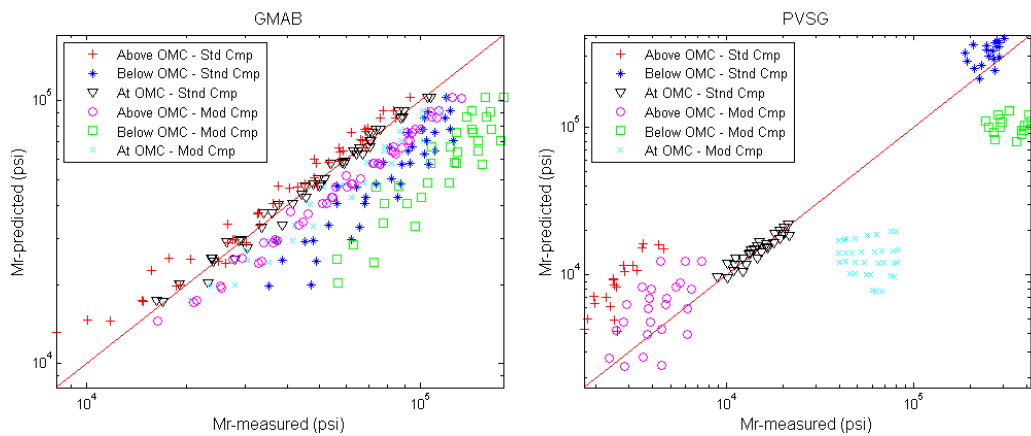 GMAB
Above OMC - Std Cmp
Below OMC - Stnd Cmp
At OMC - Stnd Cmp
Above OMC - Mod Cmp
Below OMC - Mod Cmp
At OMC - Mod Cmp
Mr-predicted (psi)
10^5
10^4
10^4
10^5
Mr-measured (psi)
PVSG
Above OMC - Std Cmp
Below OMC - Stnd Cmp
At OMC - Stnd Cmp
Above OMC - Mod Cmp
Below OMC - Mod Cmp
At OMC - Mod Cmp
Mr-predicted (psi)
10^5
10^4
10^4
10^5
Mr-measured (psi)